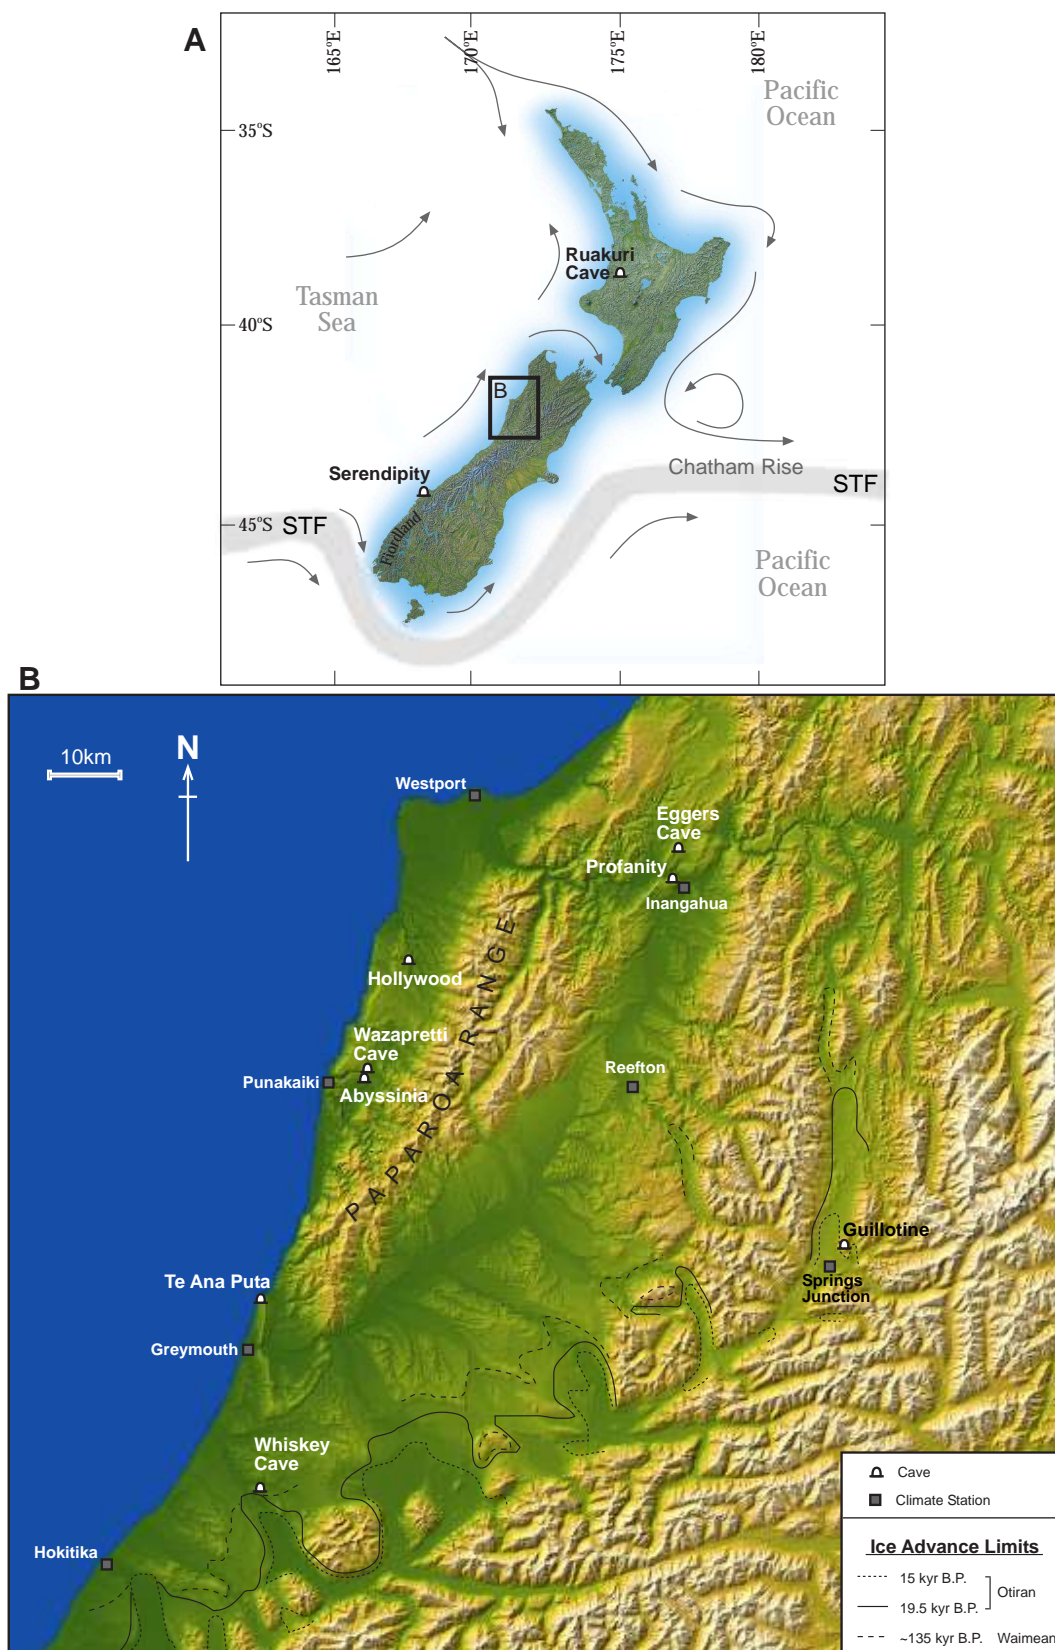 A
165°E
170°E
175°E
180°E
Pacific
Ocean
35°S
Ruakuri
Cave
Tasman
Sea
40°S
B
Chatham Rise
Serendipity
STF
45°S
STF
Fiordland
Pacific
Ocean
B
10km
N
Westport
Eggers
Cave
Profanity
Inangahua
Hollywood
PAPAROA RANGE
Wazapretti
Cave
Punakaiki
Abyssinia
Reefton
Guillotine
Springs
Junction
Te Ana Puta
Greymouth
Whiskey
Cave
Hokitika
Cave
Climate Station
Ice Advance Limits
15 kyr B.P.
Otiran
19.5 kyr B.P.
~135 kyr B.P. Waimean